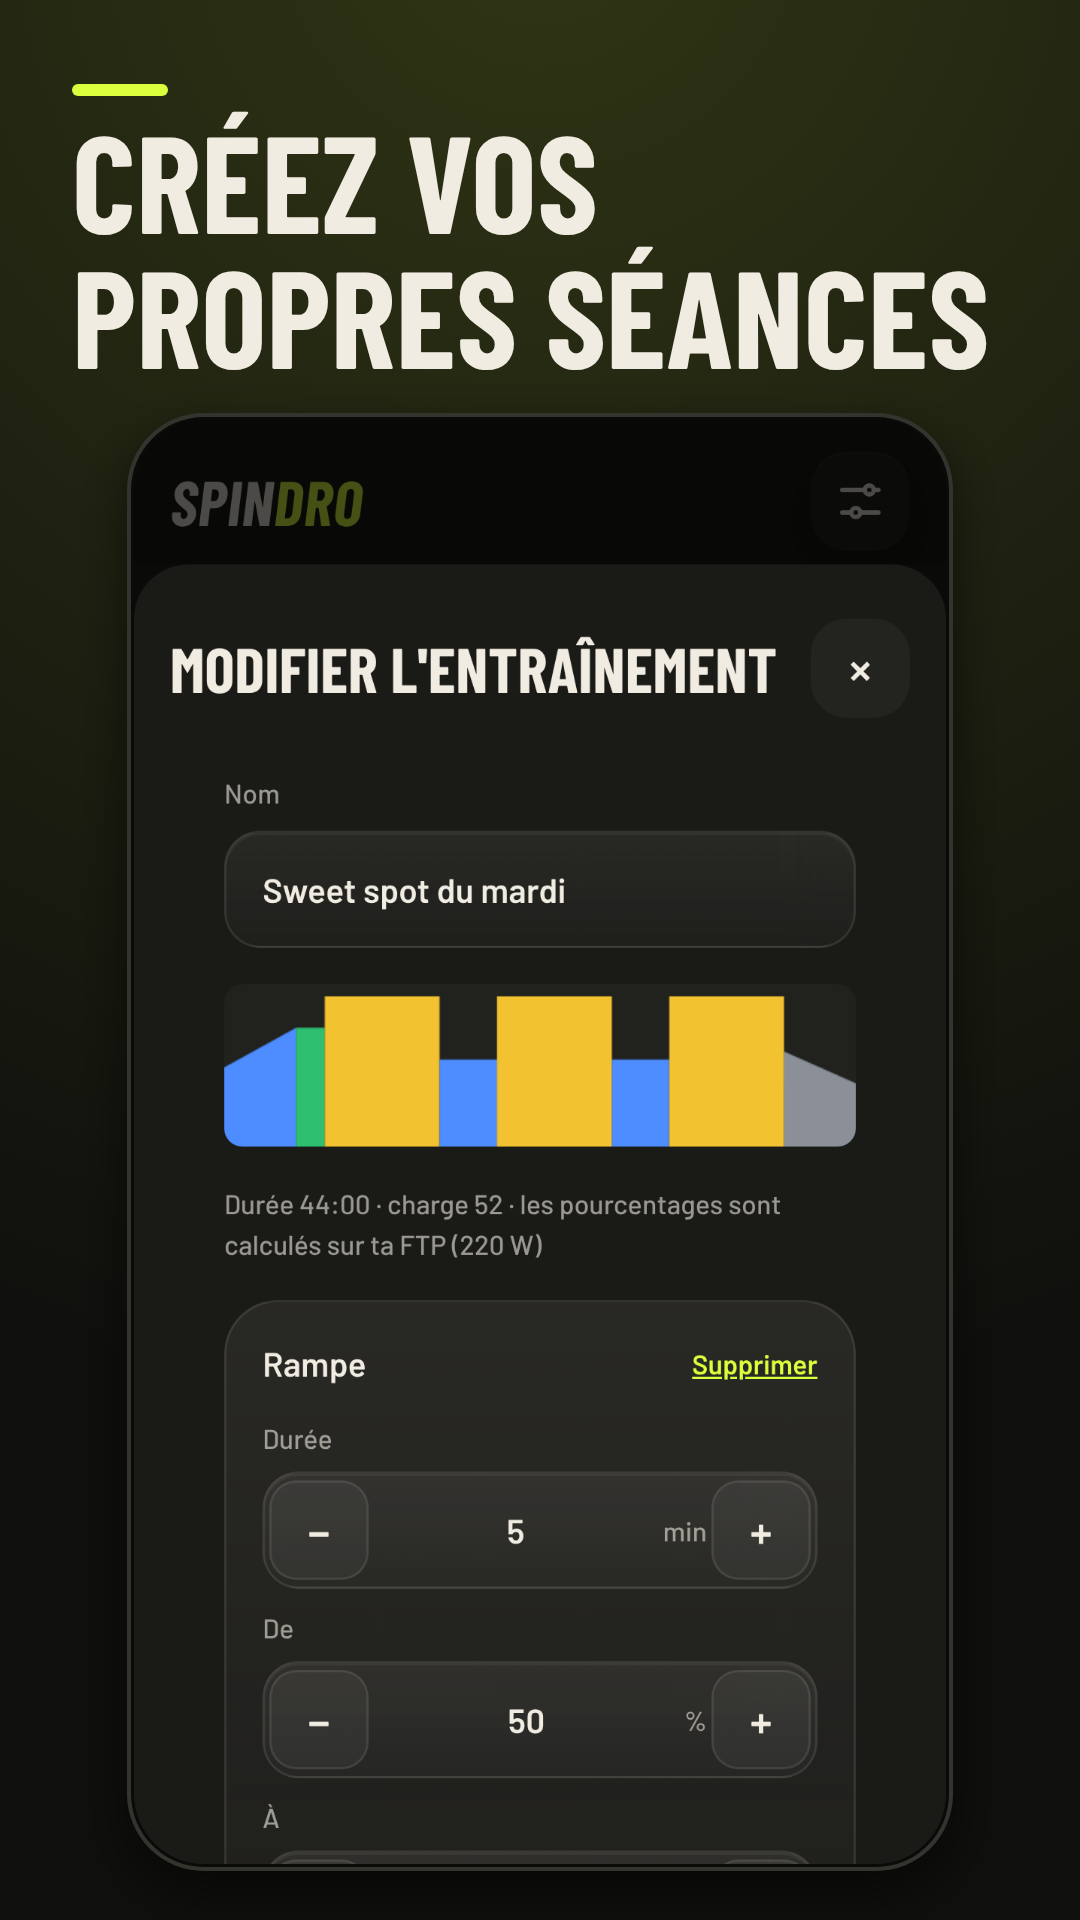 CRÉEZ VOS
PROPRES SÉANCES
SPINDRO
MODIFIER L'ENTRAÎNEMENT
×
Nom
Sweet spot du mardi
Durée 44:00 · charge 52 · les pourcentages sont
calculés sur ta FTP (220 W)
Rampe Supprimer
Durée
− 5 min +
De
− 50 % +
À